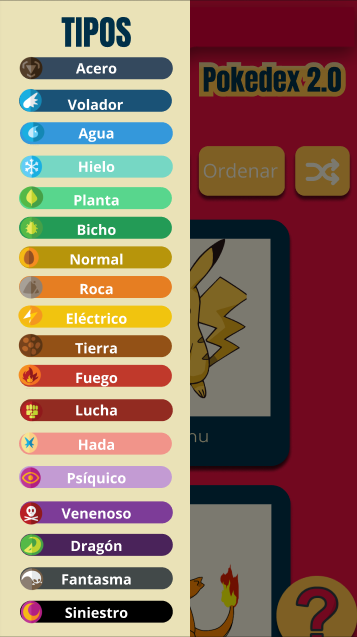 TIPOS
Acero
Volador
Agua
Hielo
Planta
Bicho
Normal
Roca
Eléctrico
Tierra
Fuego
Lucha
Hada
Psíquico
Venenoso
Dragón
Fantasma
Siniestro
Pokedex 2.0
Ordenar
hu
?